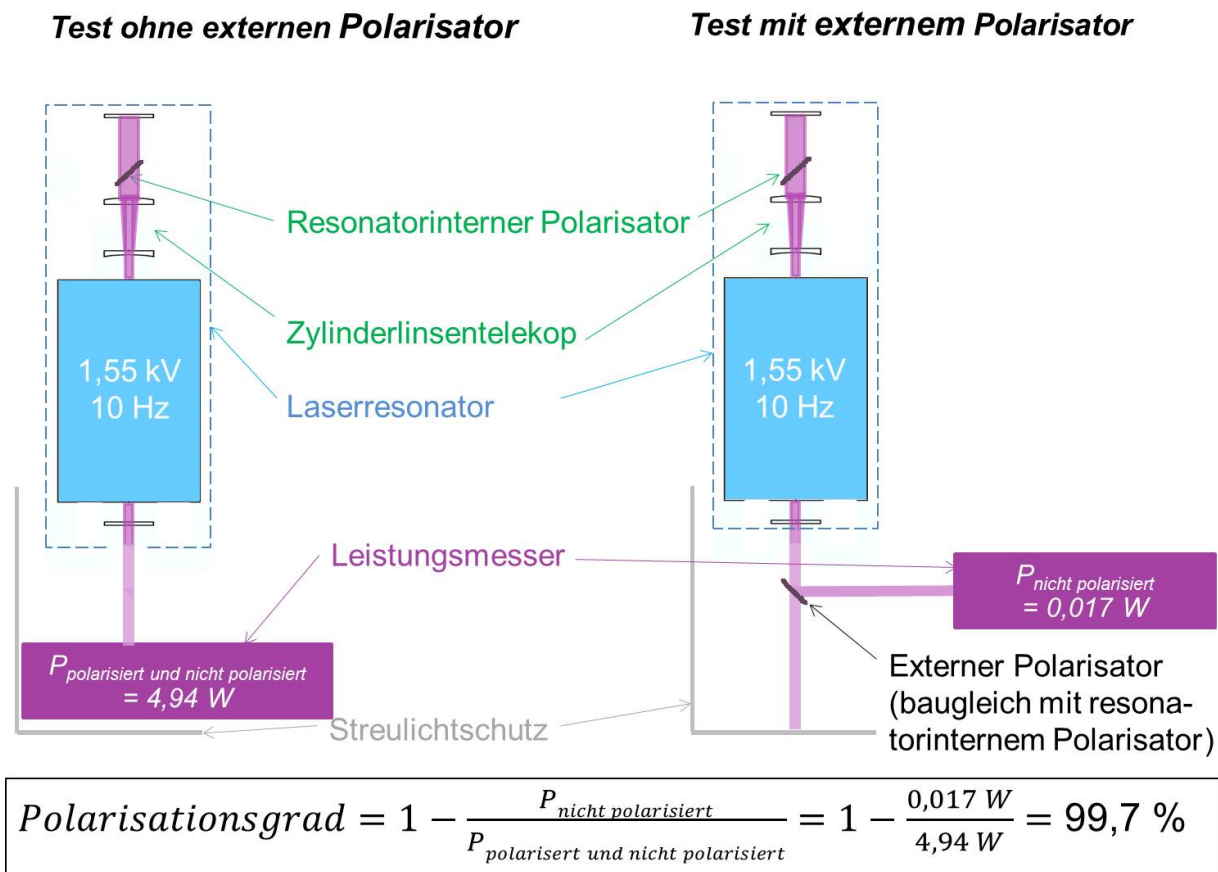 Test ohne externen Polarisator
Test mit externem Polarisator
Resonatorinterner Polarisator
Zylinderlinsentelekop
1,55 kV
10 Hz
1,55 kV
10 Hz
Laserresonator
Leistungsmesser
P nicht polarisiert
= 0,017 W
P polarisiert und nicht polarisiert
= 4,94 W
Externer Polarisator
(baugleich mit resona-
torinternem Polarisator)
Streulichtschutz
Polarisationsgrad = 1 − P nicht polarisiert / P polarisert und nicht polarisiert = 1 − 0,017 W / 4,94 W = 99,7 %